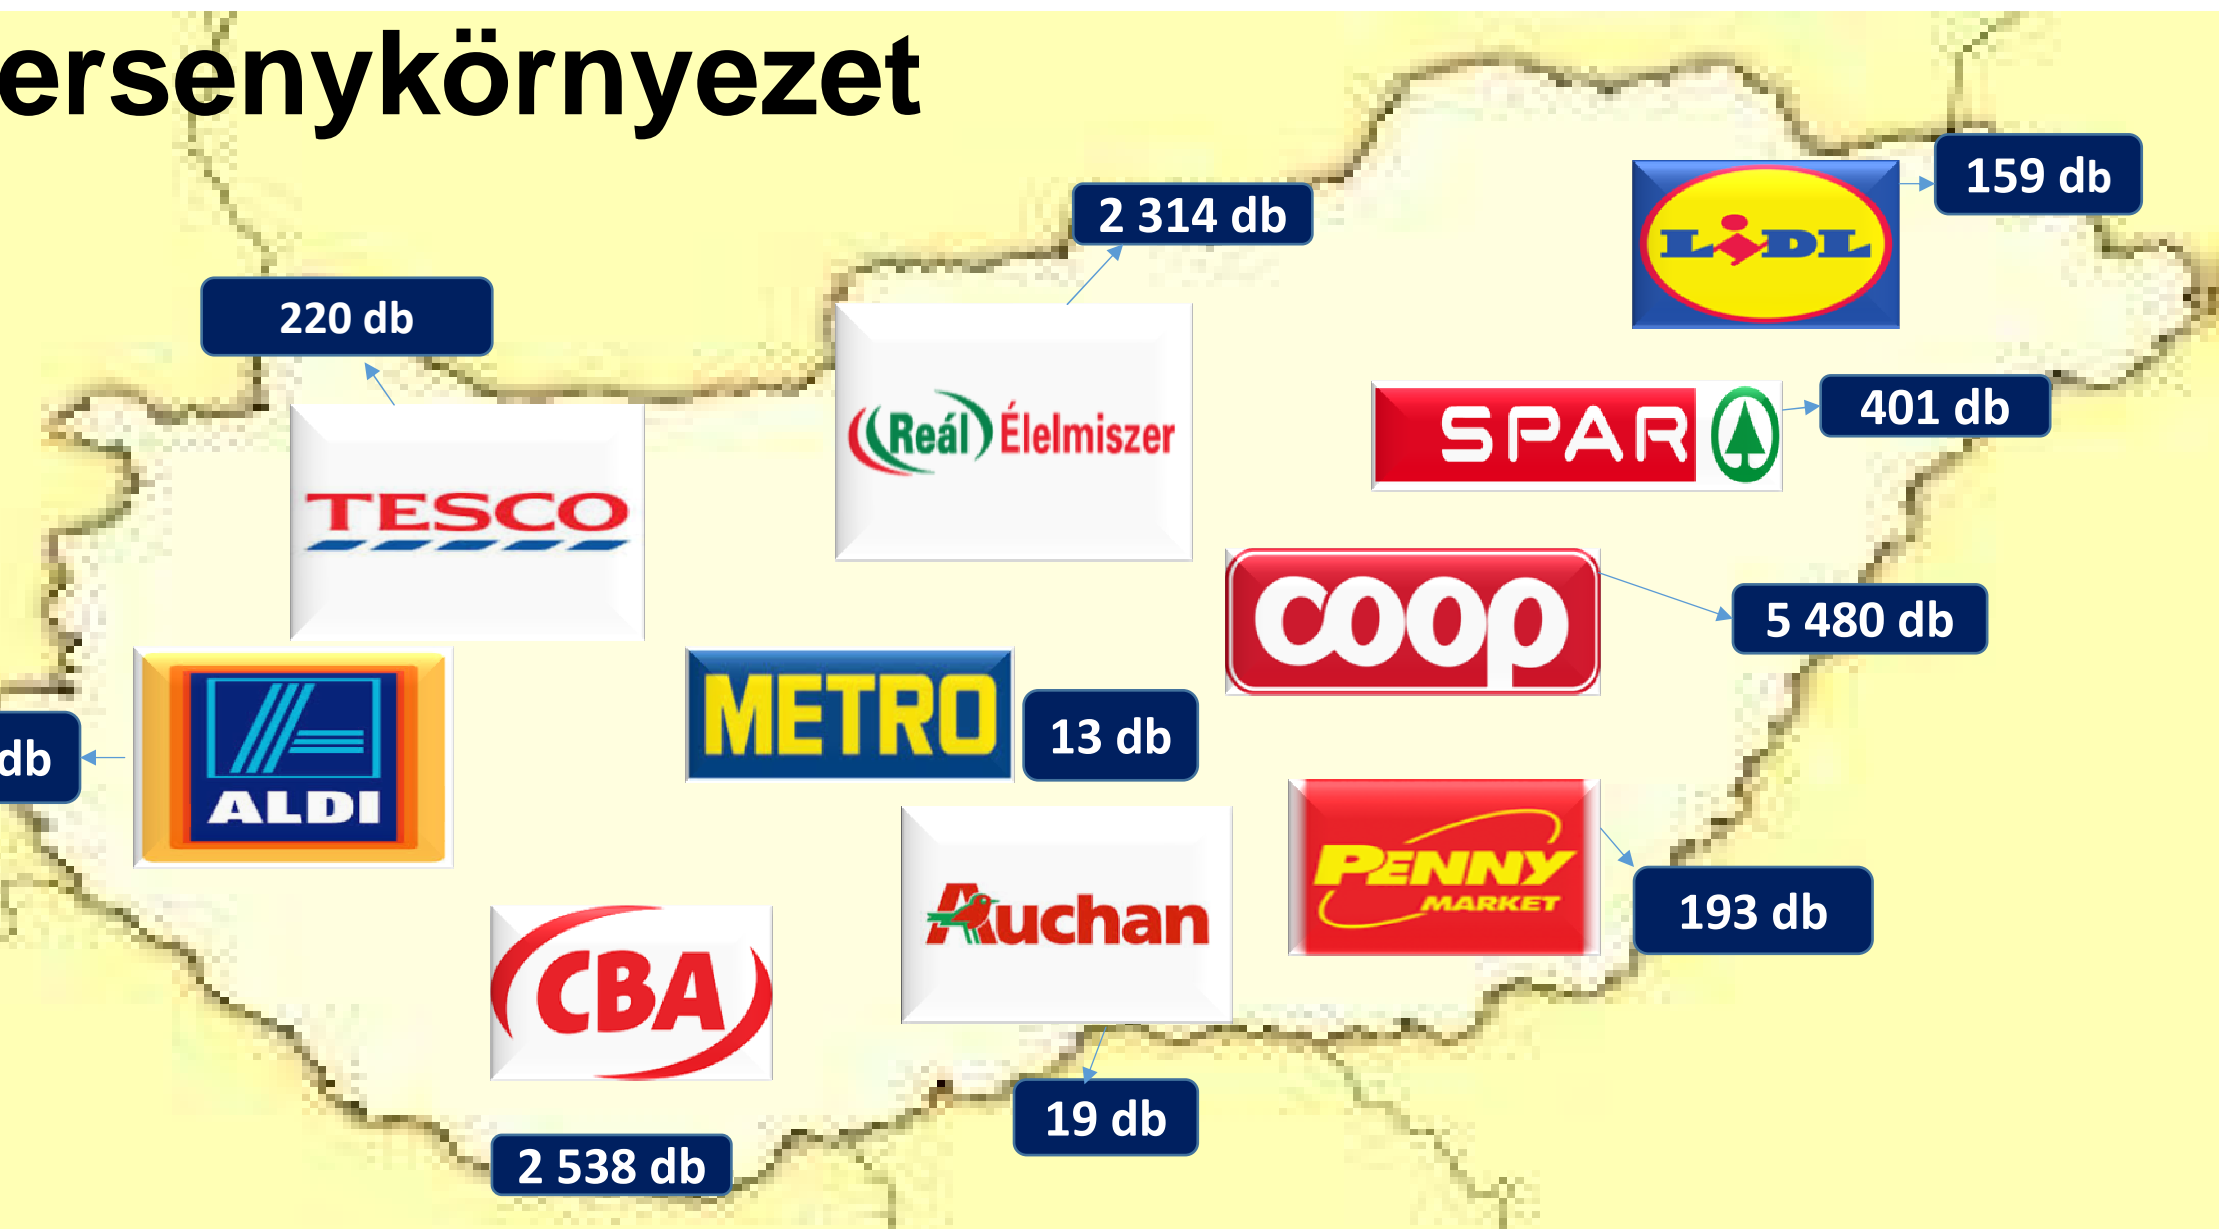 ersenykörnyezet
159 db
LIDL
2 314 db
220 db
Reál Élelmiszer
SPAR
401 db
TESCO
COOP
5 480 db
METRO
13 db
db
ALDI
PENNY
MARKET
193 db
Auchan
CBA
19 db
2 538 db